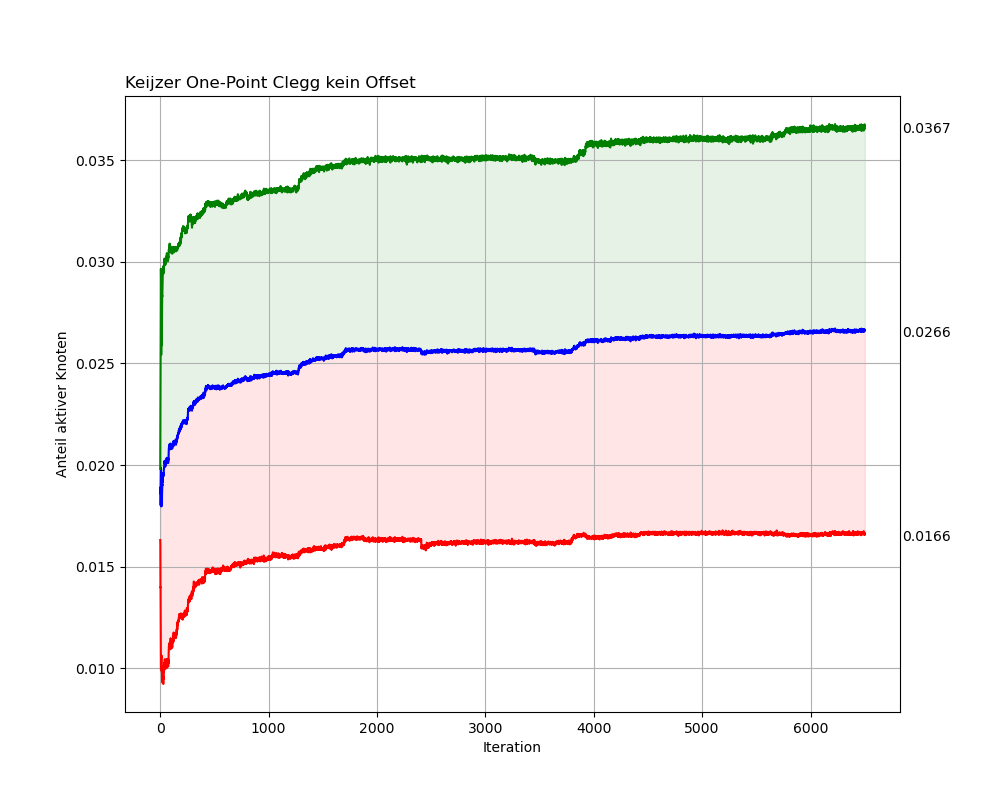 Keijzer One-Point Clegg kein Offset
0.0367
0.035
0.030
0.0266
0.025
0.020
0.0166
0.015
0.010
Anteil aktiver Knoten
0 1000 2000 3000 4000 5000 6000
Iteration